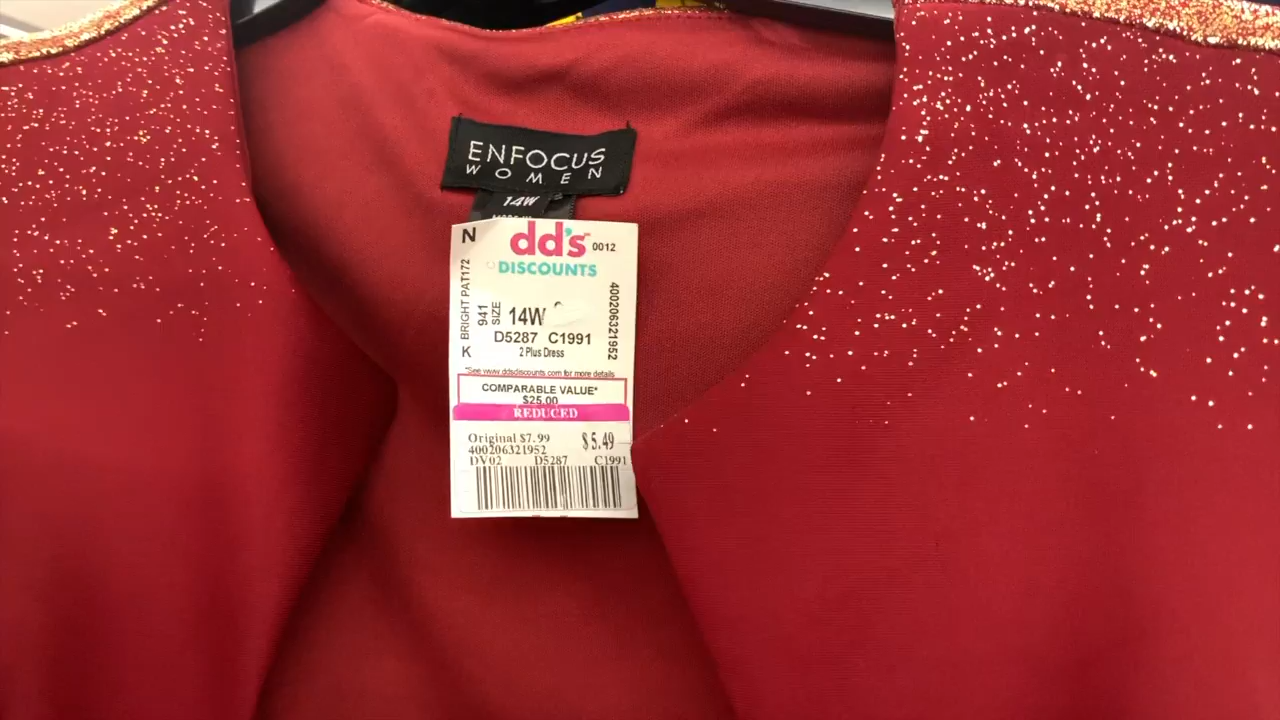 ENFOCUS
WOMEN
14W
N
dd's 0012
DISCOUNTS
BRIGHT PAT172
941
SIZE
14W
400206321952
D5287 C1991
K
2 Plus Dress
*See www.ddsdiscounts.com for more details
COMPARABLE VALUE*
$25.00
REDUCED
Original $7.99 $5.49
400206321952
DV02 D5287 C1991